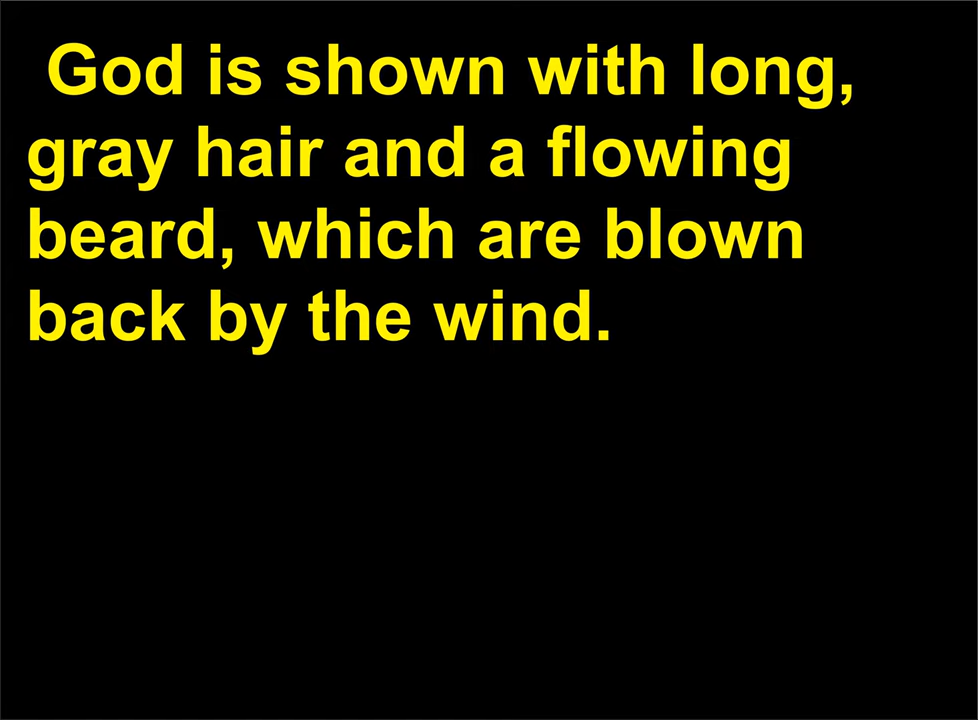 God is shown with long,
gray hair and a flowing
beard, which are blown
back by the wind.